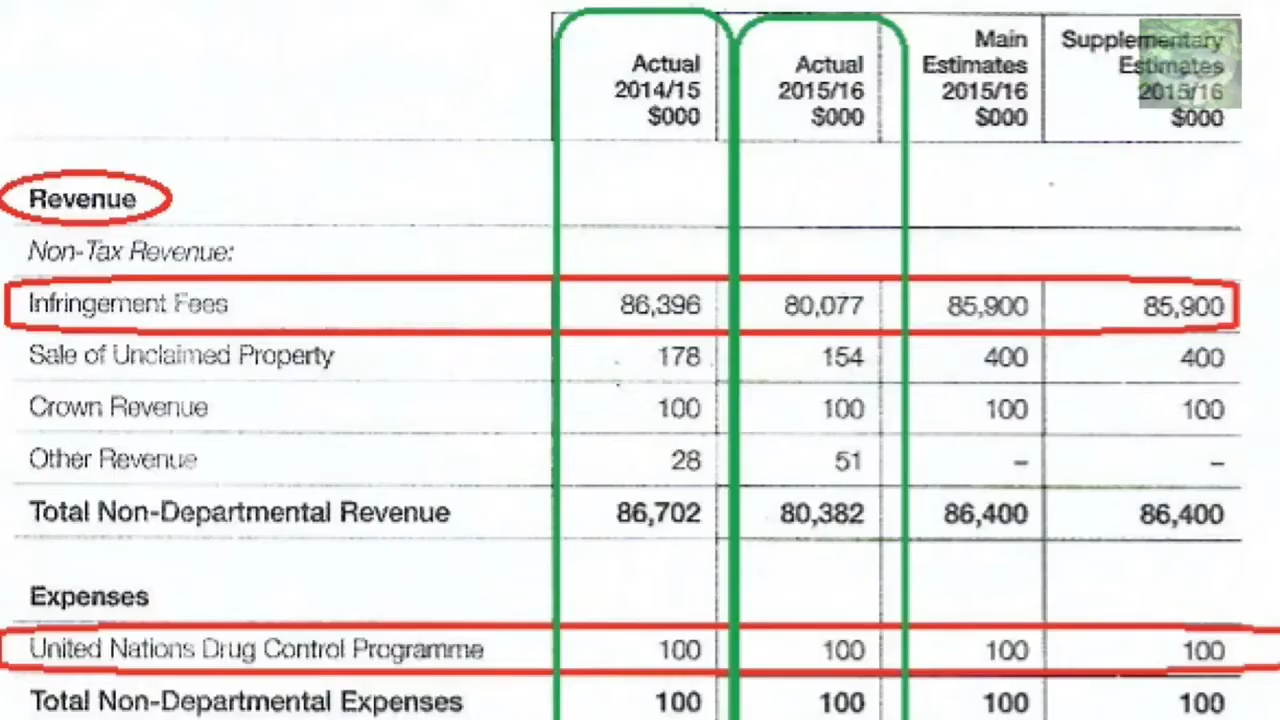 Actual 2014/15 $000 Actual 2015/16 $000 Main Estimates 2015/16 $000 Supplementary Estimates 2015/16 $000
Revenue
Non-Tax Revenue:
Infringement Fees 86,396 80,077 85,900 85,900
Sale of Unclaimed Property 178 154 400 400
Crown Revenue 100 100 100 100
Other Revenue 28 51 – –
Total Non-Departmental Revenue 86,702 80,382 86,400 86,400
Expenses
United Nations Drug Control Programme 100 100 100 100
Total Non-Departmental Expenses 100 100 100 100